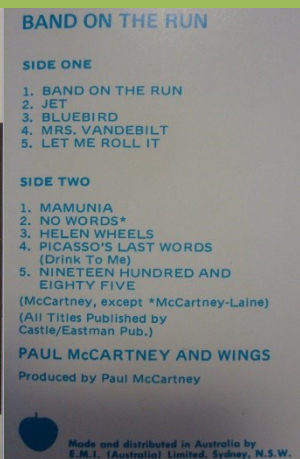 BAND ON THE RUN
SIDE ONE
1. BAND ON THE RUN
2. JET
3. BLUEBIRD
4. MRS. VANDEBILT
5. LET ME ROLL IT
SIDE TWO
1. MAMUNIA
2. NO WORDS*
3. HELEN WHEELS
4. PICASSO'S LAST WORDS
(Drink To Me)
5. NINETEEN HUNDRED AND
EIGHTY FIVE
(McCartney, except *McCartney-Laine)
(All Titles Published by
Castle/Eastman Pub.)
PAUL McCARTNEY AND WINGS
Produced by Paul McCartney
Made and distributed in Australia by
E.M.I. (Australia) Limited, Sydney, N.S.W.